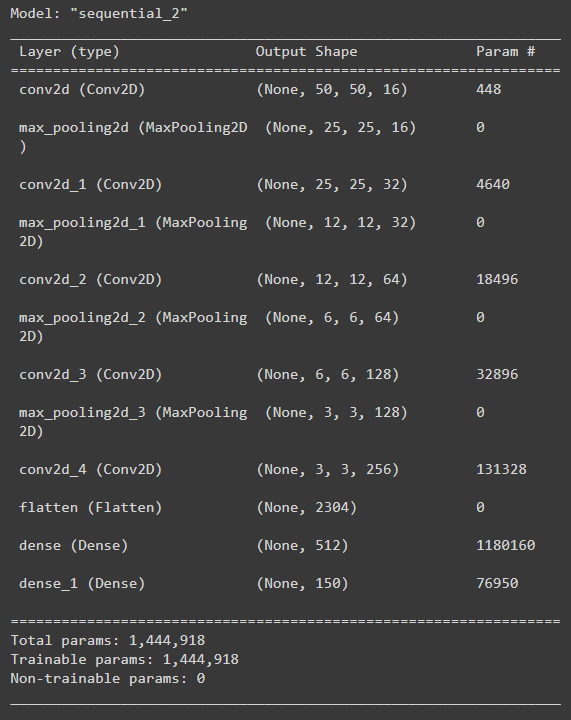 Model: "sequential_2"
_________________________________________________________________
Layer (type) Output Shape Param #
=================================================================
conv2d (Conv2D) (None, 50, 50, 16) 448
max_pooling2d (MaxPooling2D (None, 25, 25, 16) 0
)
conv2d_1 (Conv2D) (None, 25, 25, 32) 4640
max_pooling2d_1 (MaxPooling (None, 12, 12, 32) 0
2D)
conv2d_2 (Conv2D) (None, 12, 12, 64) 18496
max_pooling2d_2 (MaxPooling (None, 6, 6, 64) 0
2D)
conv2d_3 (Conv2D) (None, 6, 6, 128) 32896
max_pooling2d_3 (MaxPooling (None, 3, 3, 128) 0
2D)
conv2d_4 (Conv2D) (None, 3, 3, 256) 131328
flatten (Flatten) (None, 2304) 0
dense (Dense) (None, 512) 1180160
dense_1 (Dense) (None, 150) 76950
=================================================================
Total params: 1,444,918
Trainable params: 1,444,918
Non-trainable params: 0
_________________________________________________________________